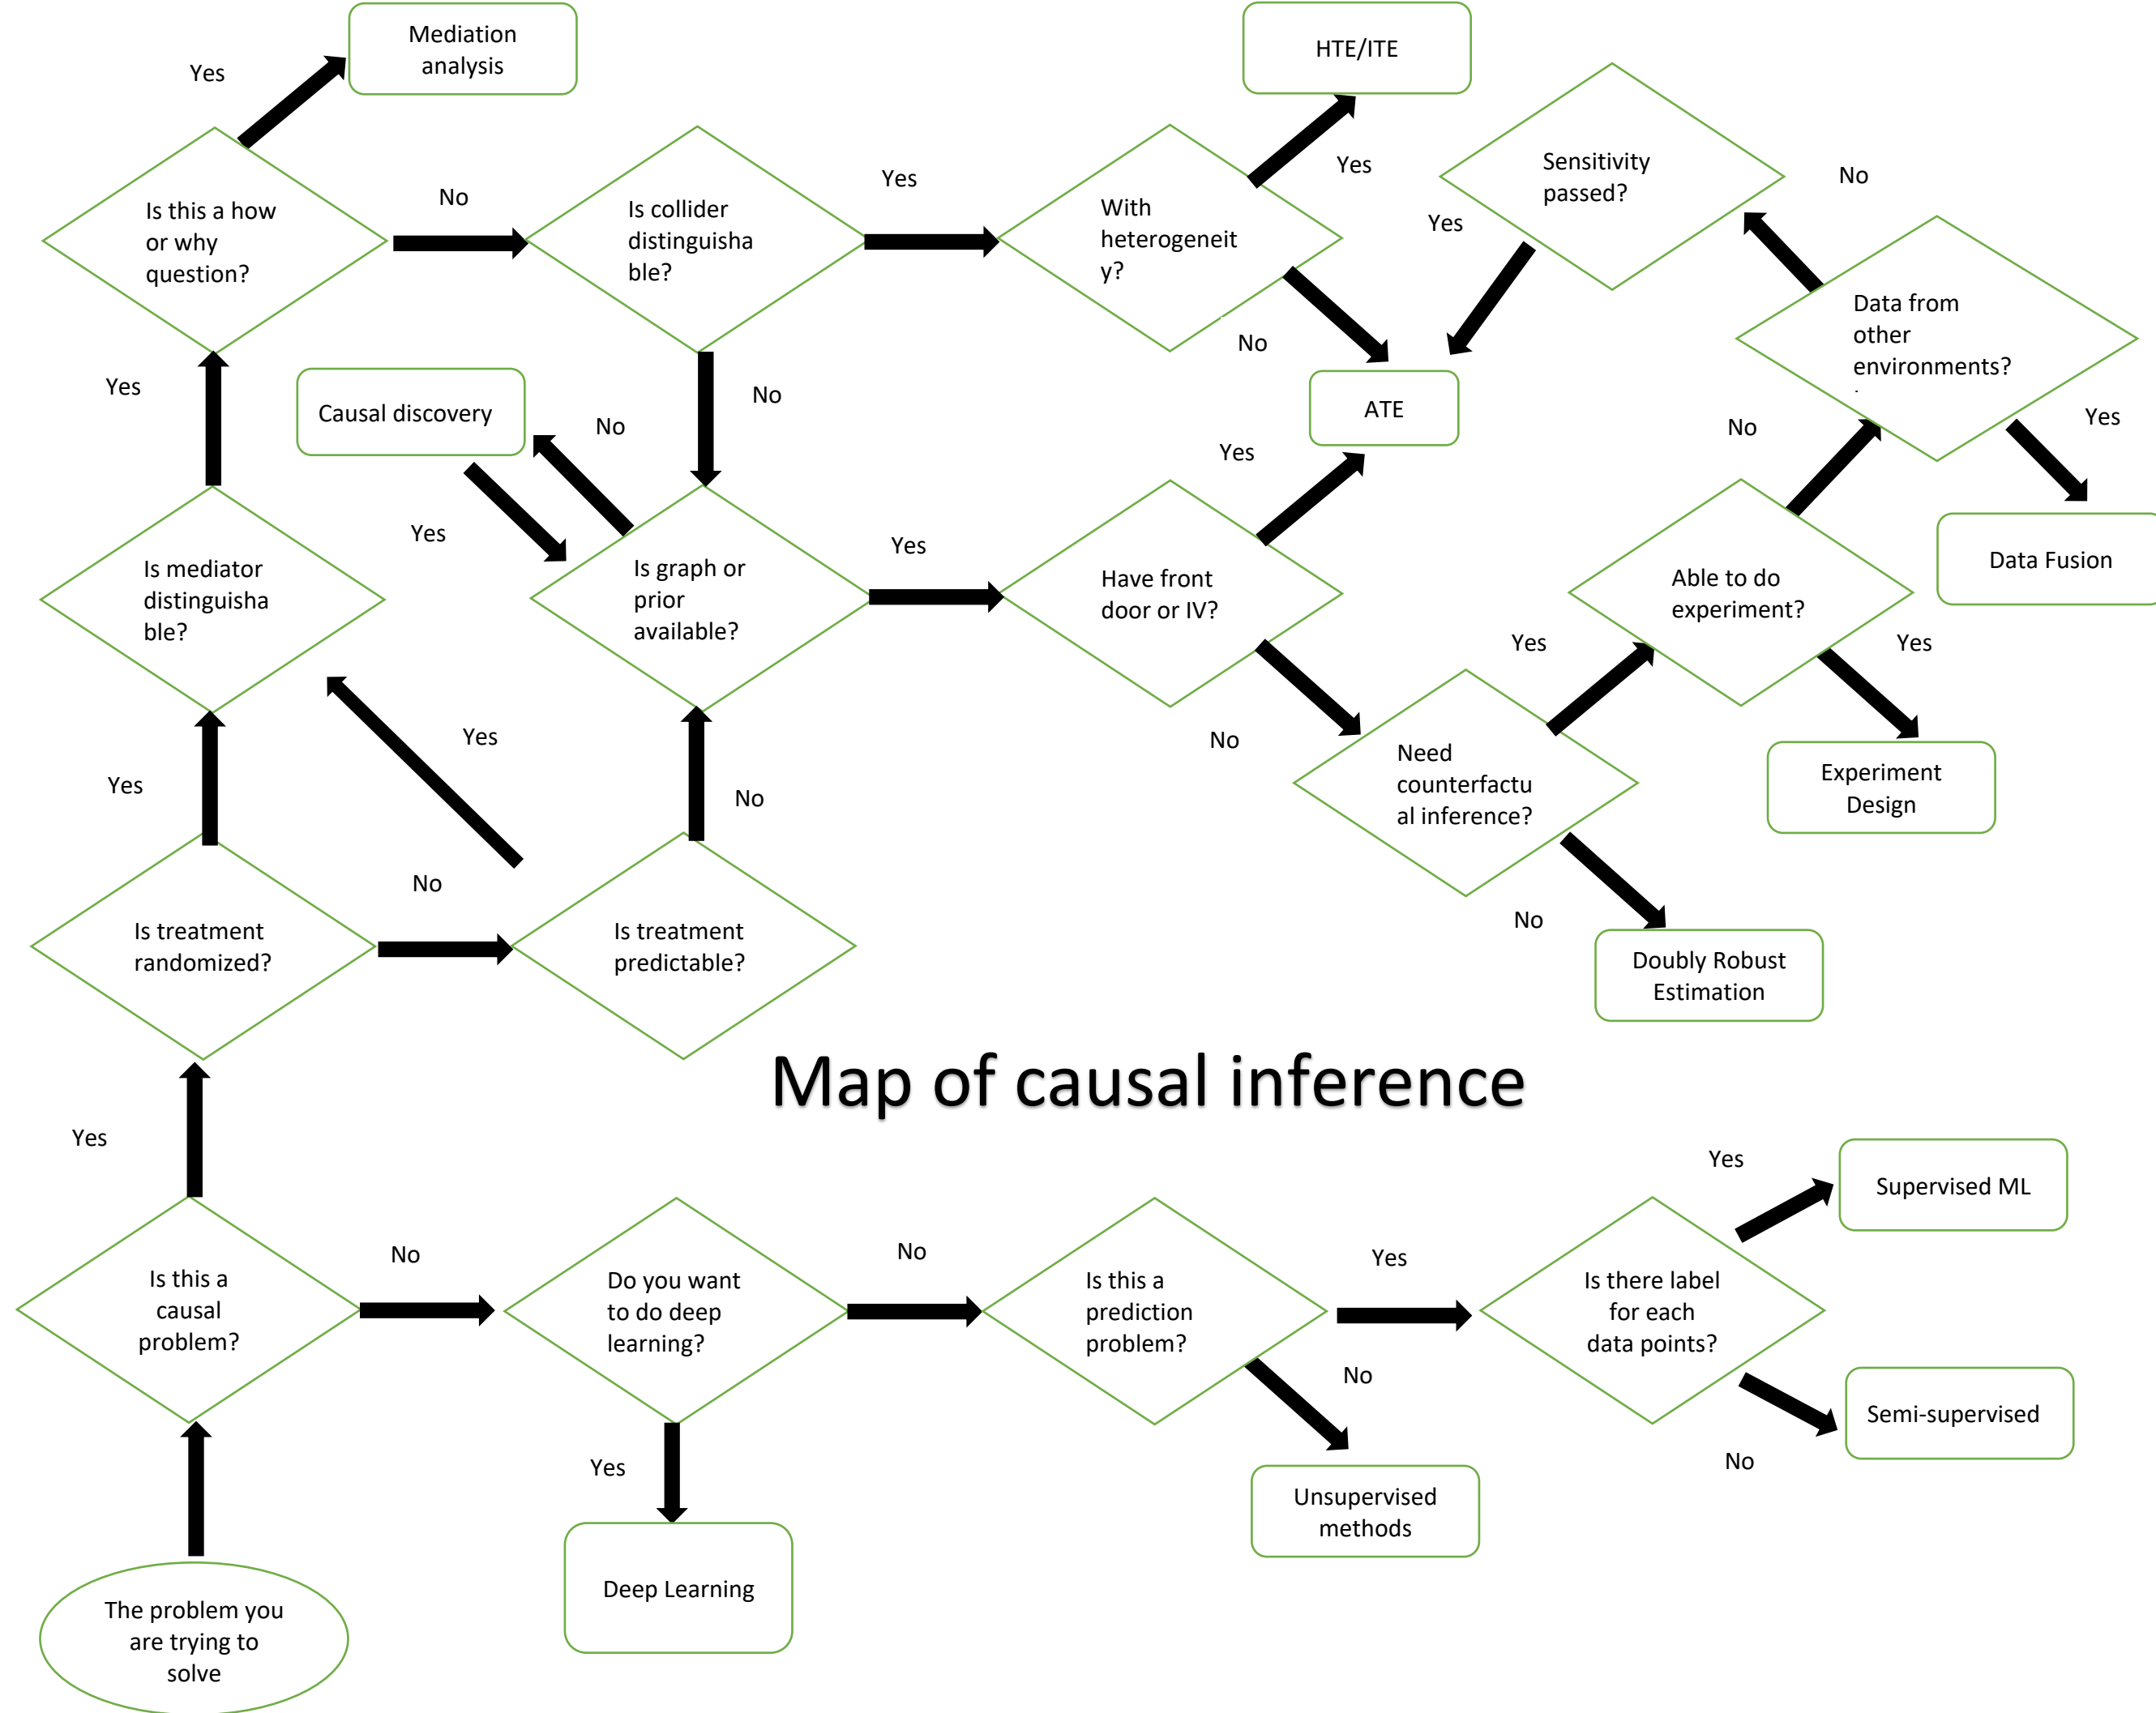 Mediation
analysis
HTE/ITE
Yes
Sensitivity
passed?
No
Yes
Is this a how
or why
question?
No
Is collider
distinguisha
ble?
Yes
With
heterogeneit
y?
Yes
No
Data from
other
environments?
Yes
Causal discovery
No
No
ATE
Yes
No
Yes
Yes
Is mediator
distinguisha
ble?
Is graph or
prior
available?
Yes
Have front
door or IV?
Able to do
experiment?
Data Fusion
Yes
Yes
Yes
No
Need
counterfactu
al inference?
Experiment
Design
Yes
No
No
No
Doubly Robust
Estimation
Is treatment
randomized?
Is treatment
predictable?
Map of causal inference
Yes
Yes
Supervised ML
Is this a
causal
problem?
No
Do you want
to do deep
learning?
No
Is this a
prediction
problem?
Yes
Is there label
for each
data points?
No
Semi-supervised
No
Yes
Unsupervised
methods
Deep Learning
The problem you
are trying to
solve